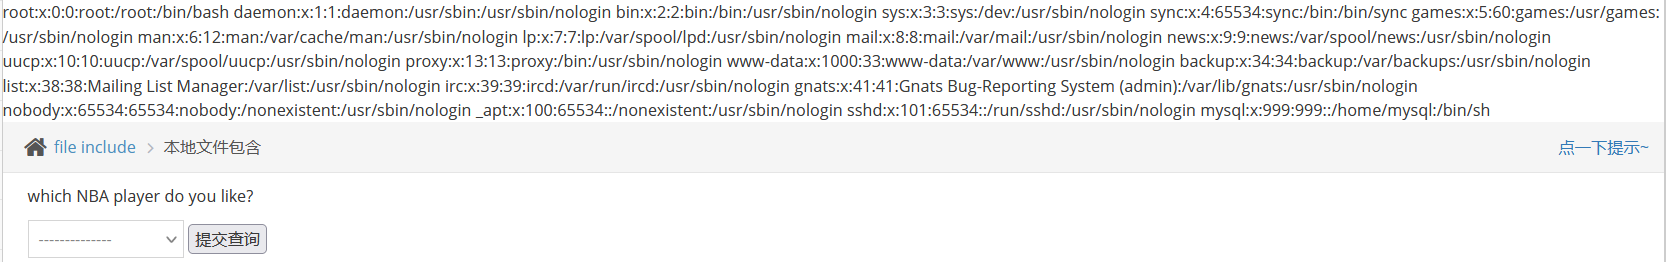 root:x:0:0:root:/root:/bin/bash daemon:x:1:1:daemon:/usr/sbin:/usr/sbin/nologin bin:x:2:2:bin:/bin:/usr/sbin/nologin sys:x:3:3:sys:/dev:/usr/sbin/nologin sync:x:4:65534:sync:/bin:/bin/sync games:x:5:60:games:/usr/games:
/usr/sbin/nologin man:x:6:12:man:/var/cache/man:/usr/sbin/nologin lp:x:7:7:lp:/var/spool/lpd:/usr/sbin/nologin mail:x:8:8:mail:/var/mail:/usr/sbin/nologin news:x:9:9:news:/var/spool/news:/usr/sbin/nologin
uucp:x:10:10:uucp:/var/spool/uucp:/usr/sbin/nologin proxy:x:13:13:proxy:/bin:/usr/sbin/nologin www-data:x:1000:33:www-data:/var/www:/usr/sbin/nologin backup:x:34:34:backup:/var/backups:/usr/sbin/nologin
list:x:38:38:Mailing List Manager:/var/list:/usr/sbin/nologin irc:x:39:39:ircd:/var/run/ircd:/usr/sbin/nologin gnats:x:41:41:Gnats Bug-Reporting System (admin):/var/lib/gnats:/usr/sbin/nologin
nobody:x:65534:65534:nobody:/nonexistent:/usr/sbin/nologin _apt:x:100:65534::/nonexistent:/usr/sbin/nologin sshd:x:101:65534::/run/sshd:/usr/sbin/nologin mysql:x:999:999::/home/mysql:/bin/sh
file include > 本地文件包含 点一下提示~
which NBA player do you like?
-------------- 提交查询